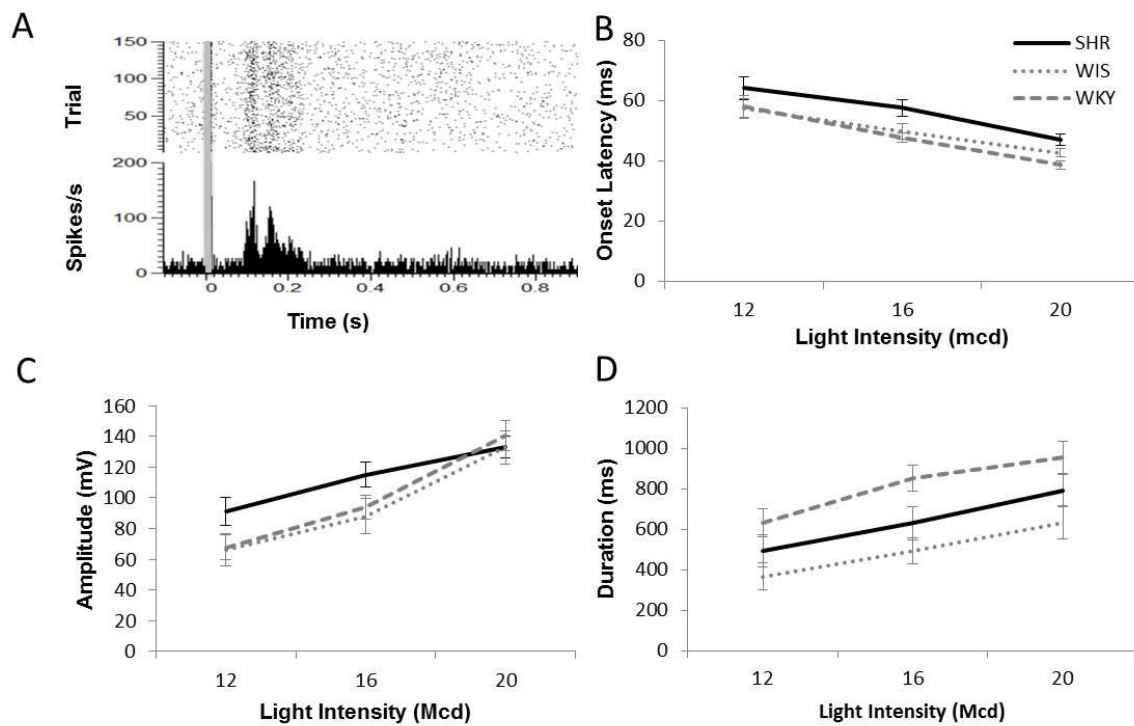 A
150
100
50
Trial
200
100
0
Spikes/s
0 0.2 0.4 0.6 0.8
Time (s)
B
80
60
40
20
0
Onset Latency (ms)
SHR
WIS
WKY
12 16 20
Light Intensity (mcd)
C
160
140
120
100
80
60
40
20
0
Amplitude (mV)
12 16 20
Light Intensity (Mcd)
D
1200
1000
800
600
400
200
0
Duration (ms)
12 16 20
Light Intensity (Mcd)